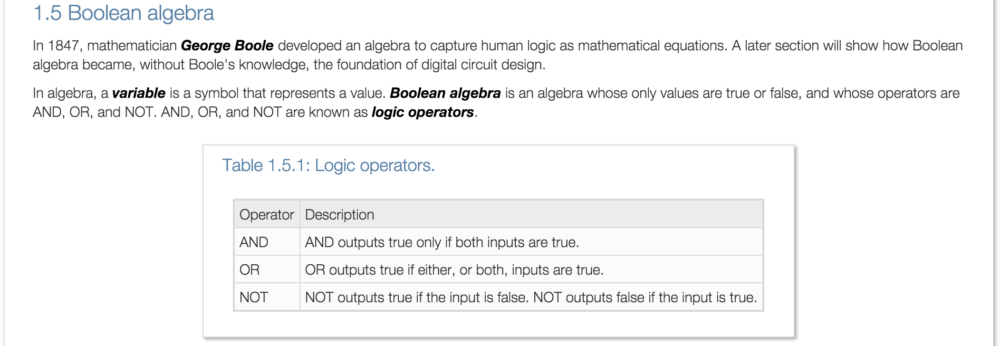 1.5 Boolean algebra
In 1847, mathematician George Boole developed an algebra to capture human logic as mathematical equations. A later section will show how Boolean
algebra became, without Boole's knowledge, the foundation of digital circuit design.
In algebra, a variable is a symbol that represents a value. Boolean algebra is an algebra whose only values are true or false, and whose operators are
AND, OR, and NOT. AND, OR, and NOT are known as logic operators.
Table 1.5.1: Logic operators.
Operator Description
AND AND outputs true only if both inputs are true.
OR OR outputs true if either, or both, inputs are true.
NOT NOT outputs true if the input is false. NOT outputs false if the input is true.